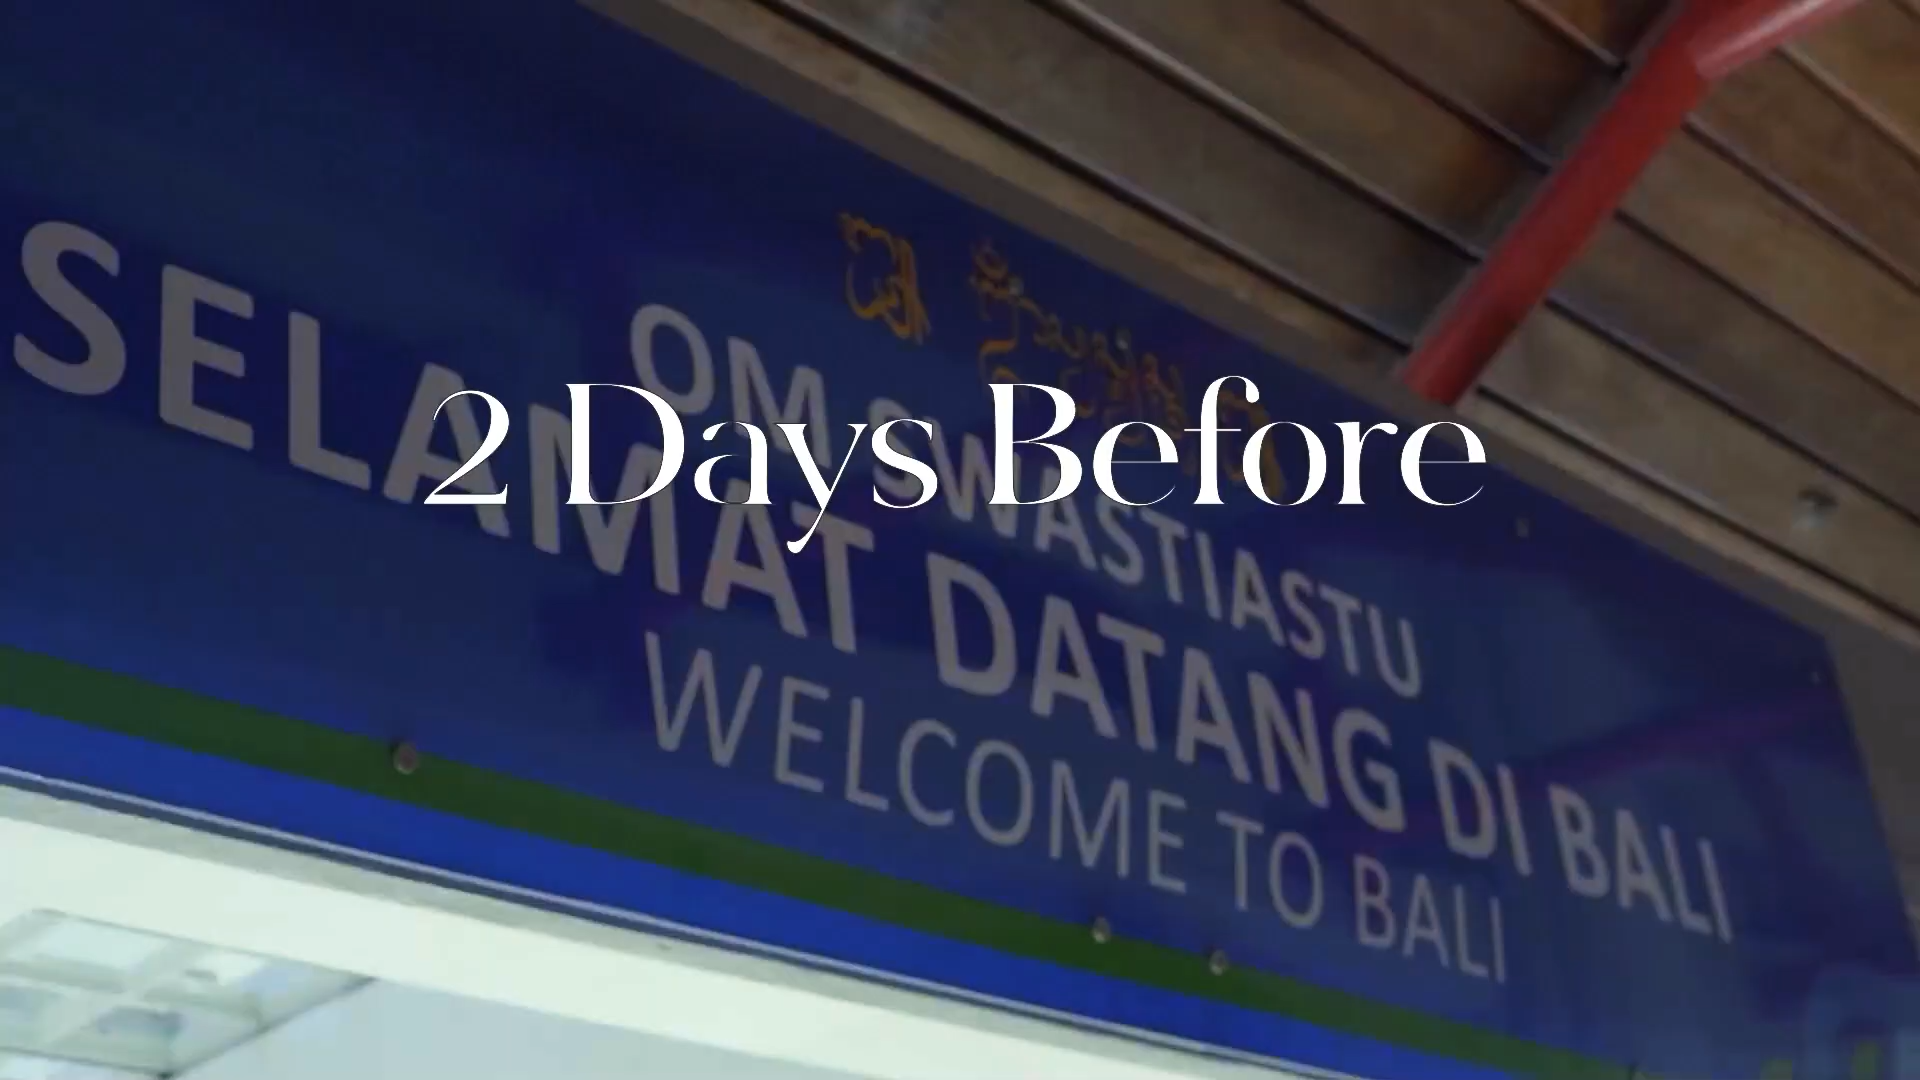 2 Days Before
OM SWASTIASTU
SELAMAT DATANG DI BALI
WELCOME TO BALI